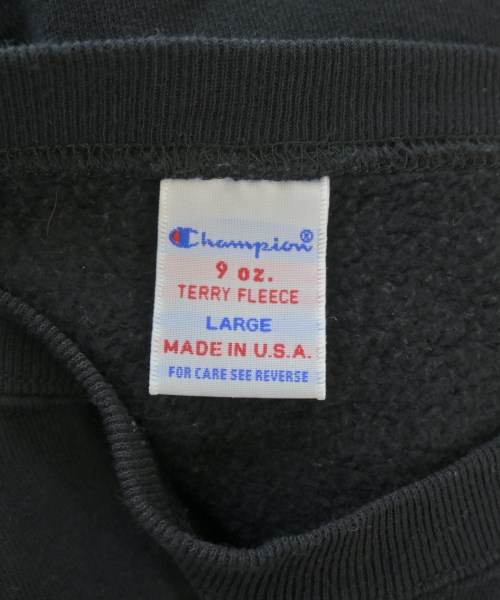 Champion®
9 oz.
TERRY FLEECE
LARGE
MADE IN U.S.A.
FOR CARE SEE REVERSE